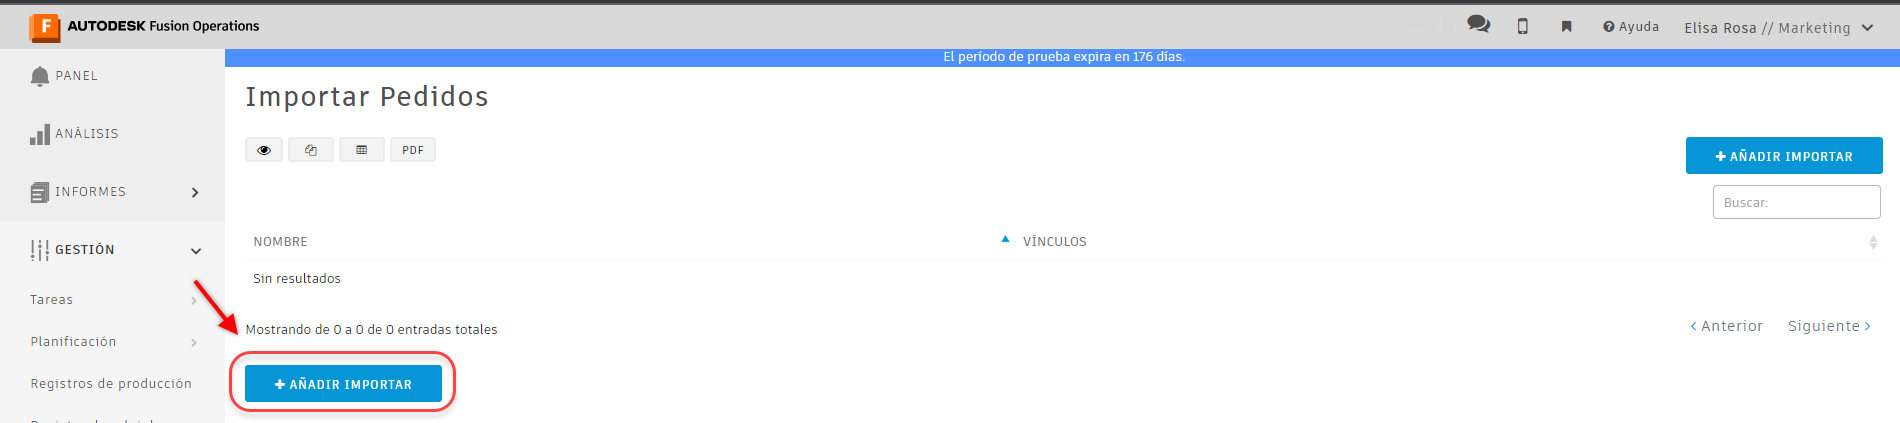 AUTODESK Fusion Operations
Ayuda
Elisa Rosa // Marketing
El período de prueba expira en 176 días.
PANEL
ANÁLISIS
INFORMES
GESTIÓN
Tareas
Planificación
Registros de producción
Importar Pedidos
PDF
AÑADIR IMPORTAR
Buscar:
NOMBRE
VÍNCULOS
Sin resultados
Mostrando de 0 a 0 de 0 entradas totales
Anterior
Siguiente
AÑADIR IMPORTAR